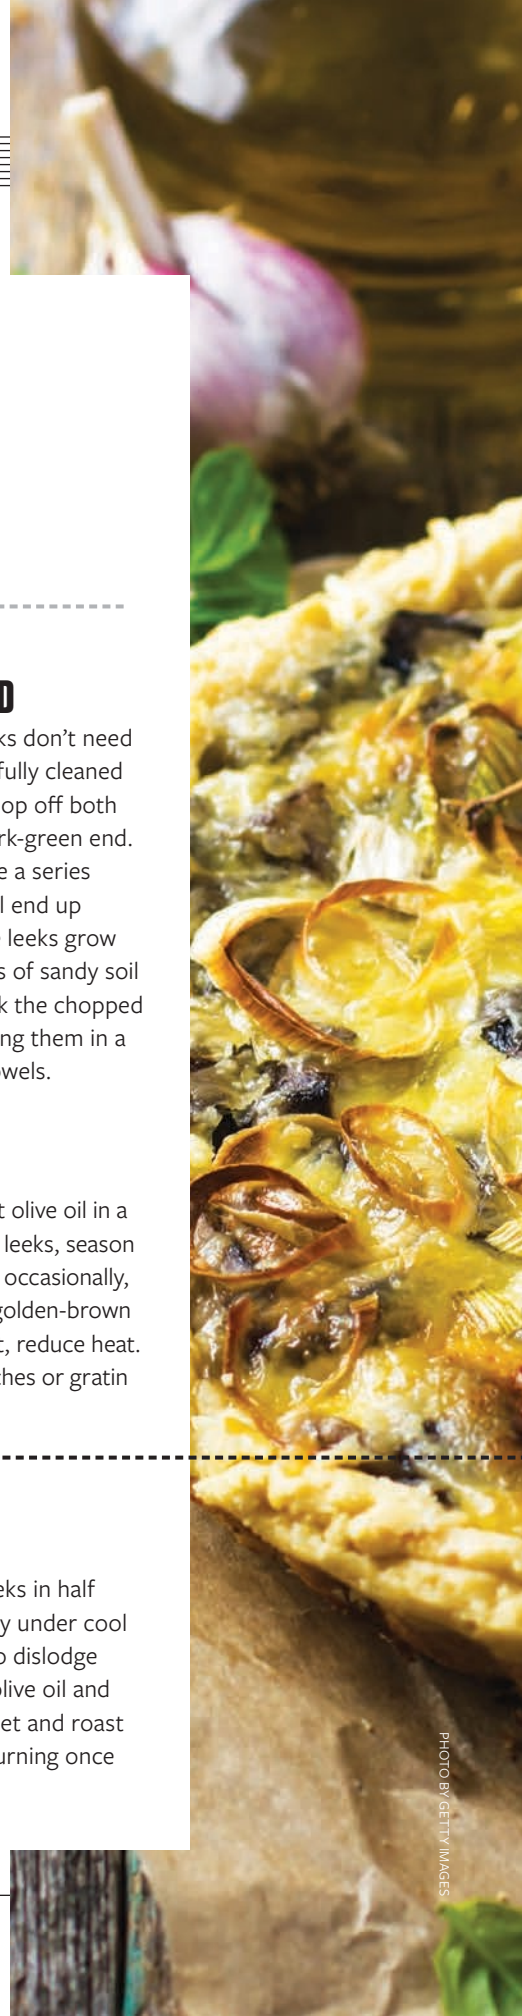 D
ks don’t need
fully cleaned
op off both
rk-green end.
e a series
l end up
leeks grow
s of sandy soil
k the chopped
ng them in a
wels.
t olive oil in a
leeks, season
occasionally,
golden-brown
t, reduce heat.
ches or gratin
eks in half
y under cool
o dislodge
olive oil and
et and roast
urning once
PHOTO BY GETTY IMAGES